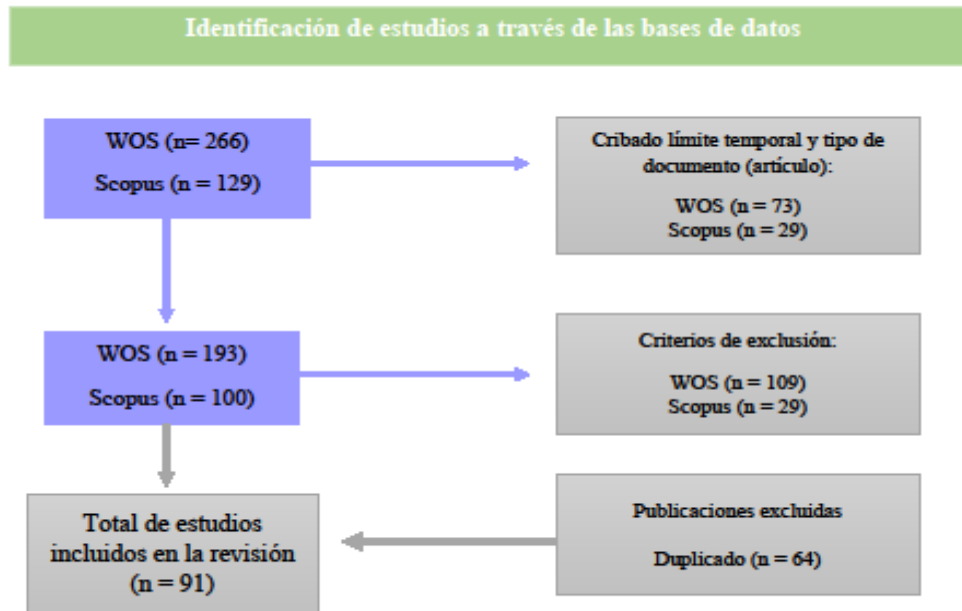 Identificación de estudios a través de las bases de datos
WOS (n= 266)
Scopus (n = 129)
Cribado límite temporal y tipo de
documento (artículo):
WOS (n = 73)
Scopus (n = 29)
WOS (n = 193)
Scopus (n = 100)
Criterios de exclusión:
WOS (n = 109)
Scopus (n = 29)
Total de estudios
incluidos en la revisión
(n = 91)
Publicaciones excluidas
Duplicado (n = 64)